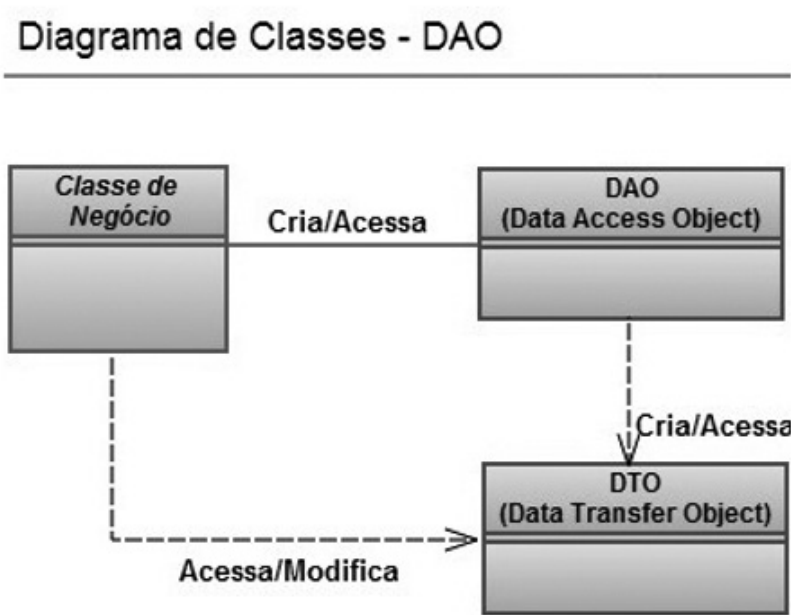 Diagrama de Classes - DAO
Classe de
Negócio
Cria/Acessa
DAO
(Data Access Object)
Cria/Acessa
DTO
(Data Transfer Object)
Acessa/Modifica